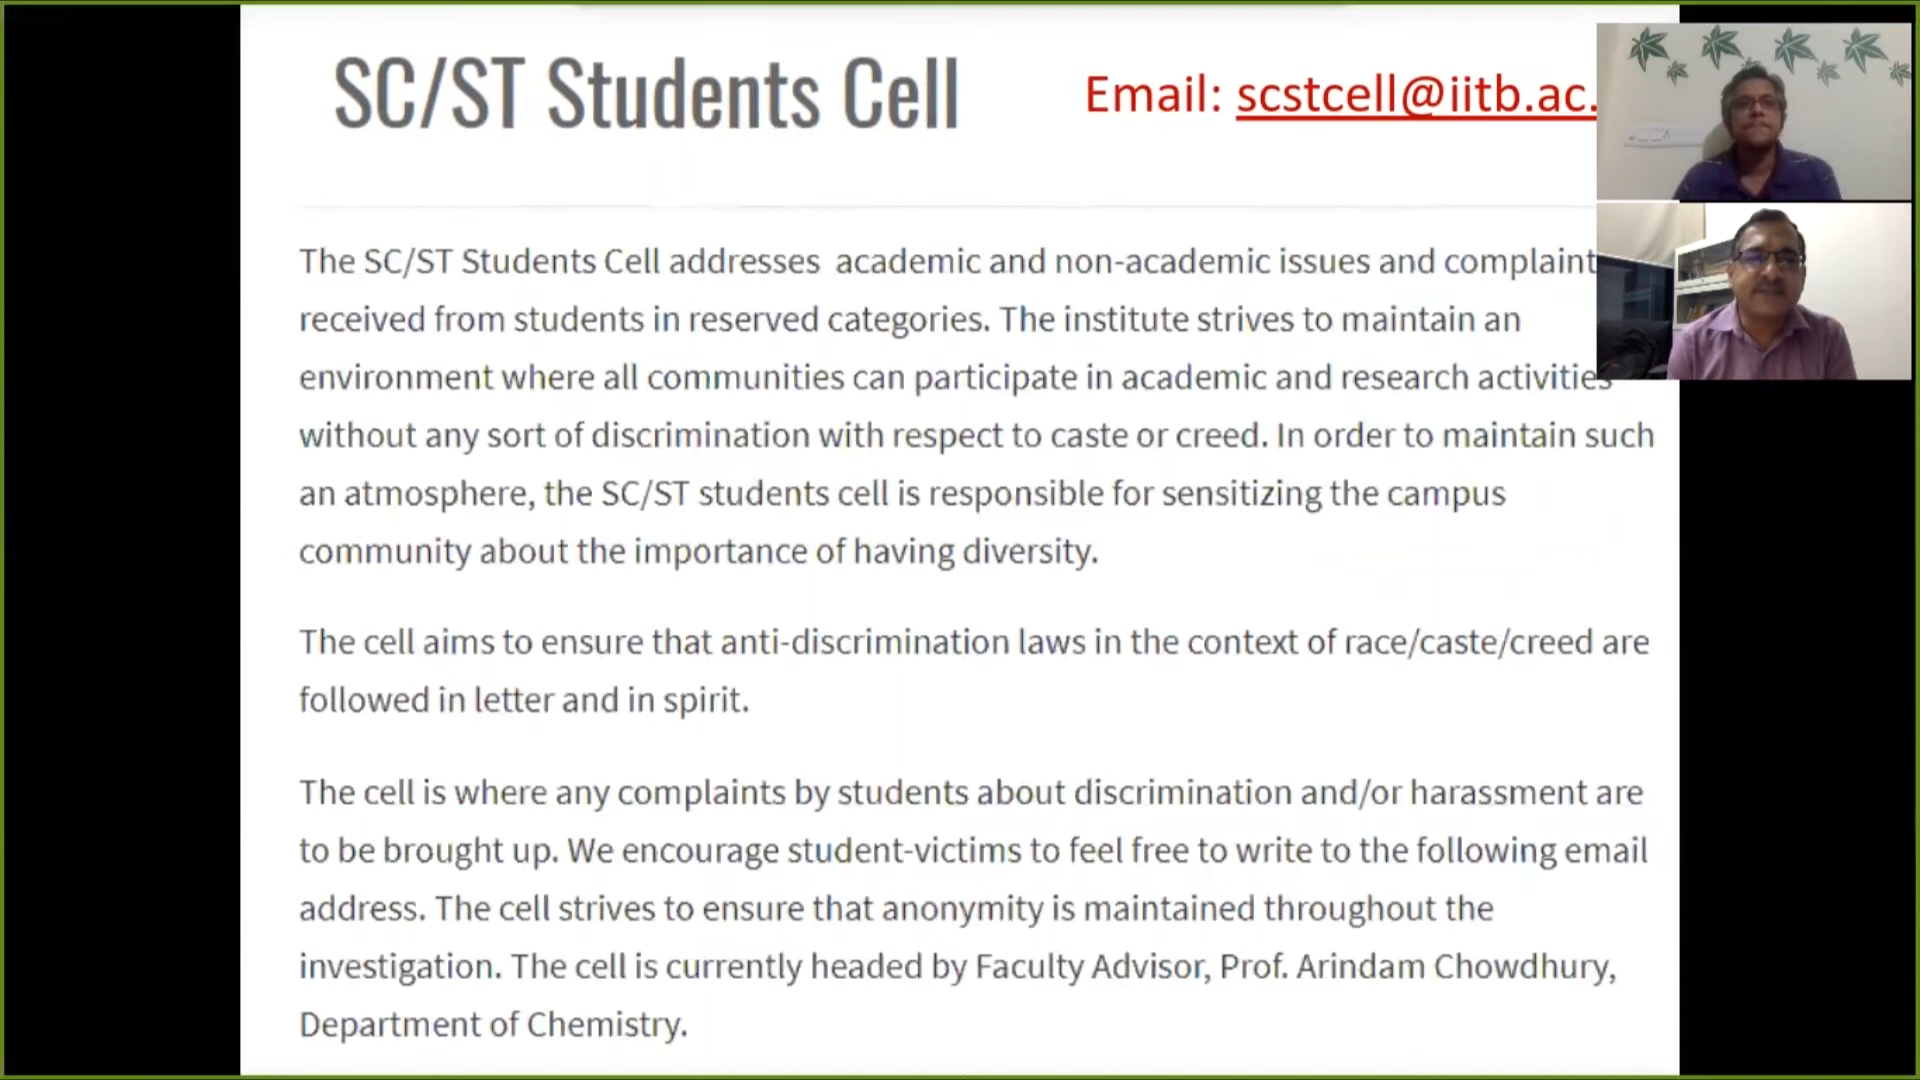 SC/ST Students Cell
Email: scstcell@iitb.ac.
The SC/ST Students Cell addresses academic and non-academic issues and complaint
received from students in reserved categories. The institute strives to maintain an
environment where all communities can participate in academic and research activities
without any sort of discrimination with respect to caste or creed. In order to maintain such
an atmosphere, the SC/ST students cell is responsible for sensitizing the campus
community about the importance of having diversity.
The cell aims to ensure that anti-discrimination laws in the context of race/caste/creed are
followed in letter and in spirit.
The cell is where any complaints by students about discrimination and/or harassment are
to be brought up. We encourage student-victims to feel free to write to the following email
address. The cell strives to ensure that anonymity is maintained throughout the
investigation. The cell is currently headed by Faculty Advisor, Prof. Arindam Chowdhury,
Department of Chemistry.